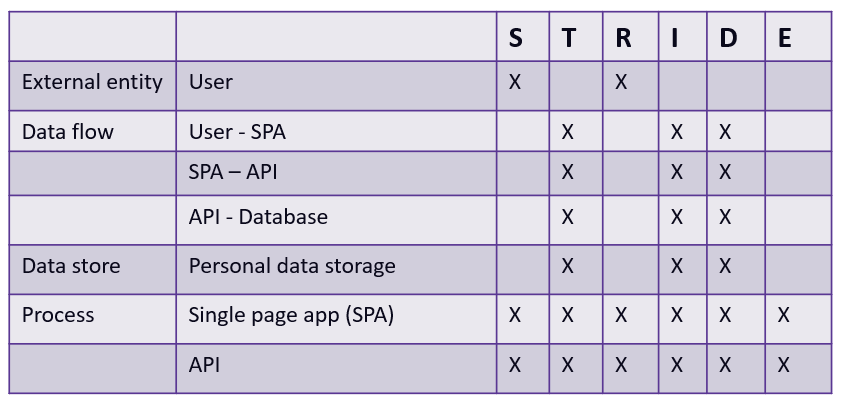 S T R I D E
External entity User X X
Data flow User - SPA X X X
SPA – API X X X
API - Database X X X
Data store Personal data storage X X X
Process Single page app (SPA) X X X X X X
API X X X X X X